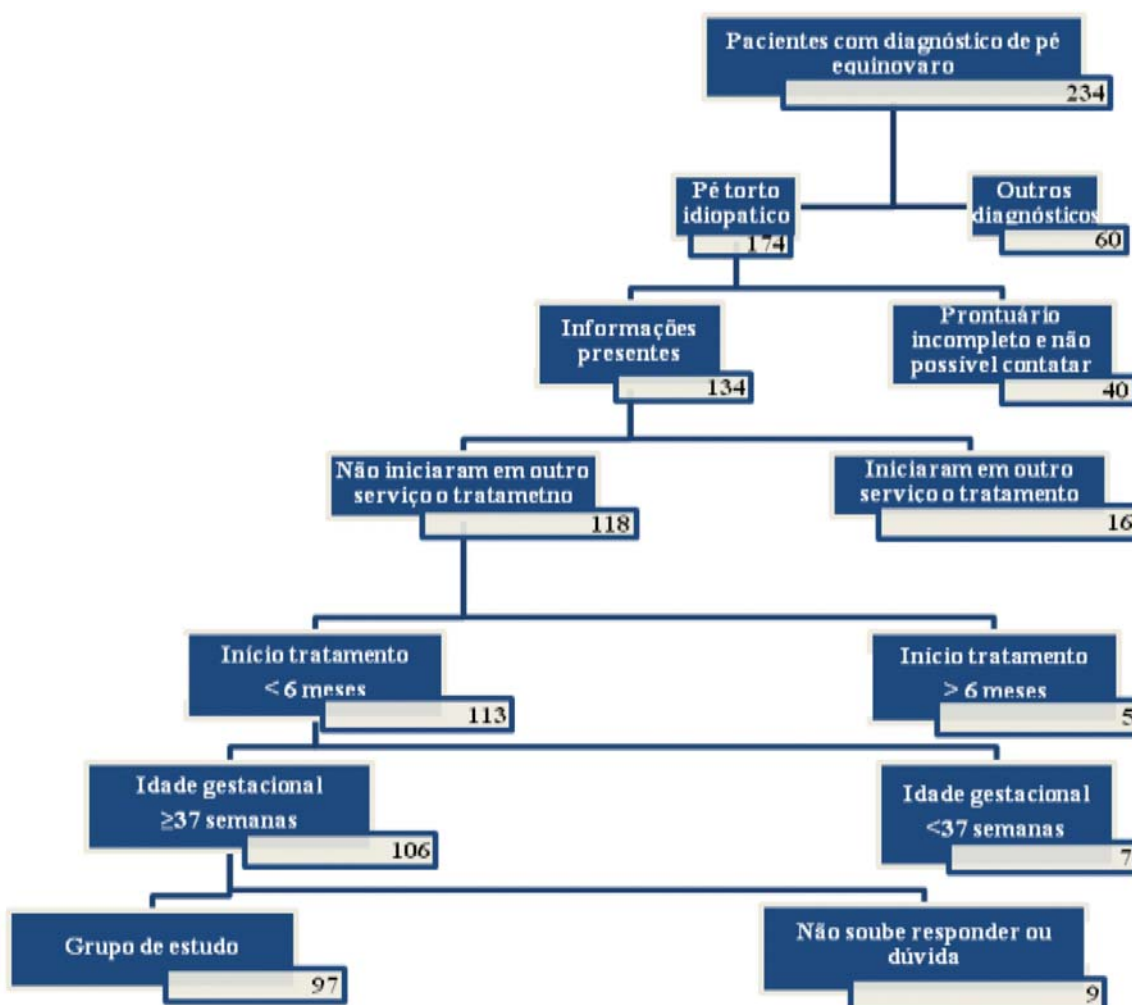 Pacientes com diagnóstico de pé
equinovaro
234
Pé torto
idiopatico
174
Outros
diagnósticos
60
Informações
presentes
134
Prontuário
incompleto e não
possível contatar
40
Não iniciaram em outro
serviço o tratametno
118
Iniciaram em outro
serviço o tratamento
16
Início tratamento
< 6 meses
113
Início tratamento
> 6 meses
5
Idade gestacional
≥37 semanas
106
Idade gestacional
<37 semanas
7
Grupo de estudo
97
Não soube responder ou
dúvida
9